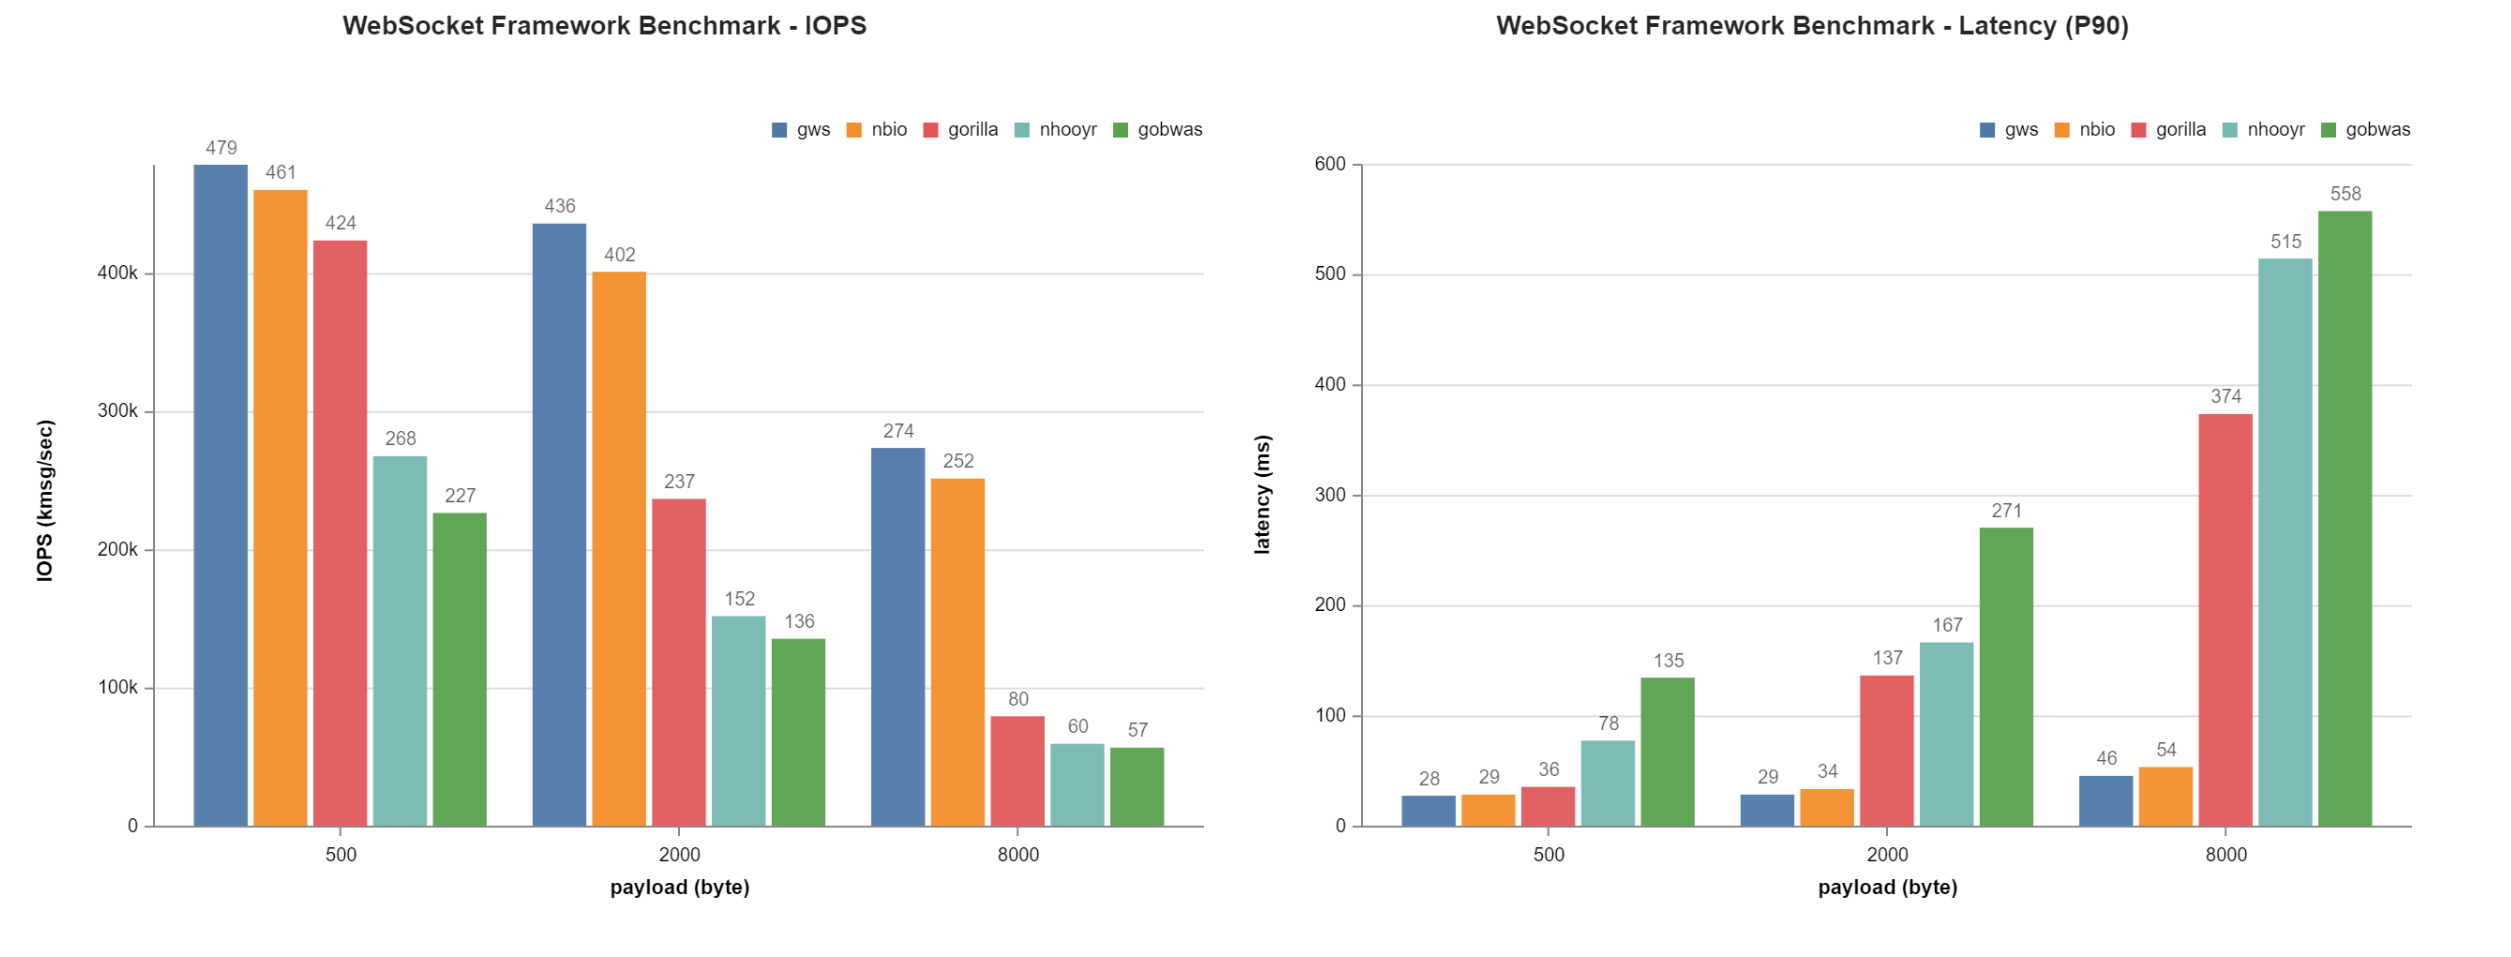 WebSocket Framework Benchmark - IOPS
gws nbio gorilla nhooyr gobwas
479
461
424
268
227
436
402
237
152
136
274
252
80
60
57
400k
300k
200k
100k
0
IOPS (kmsg/sec)
500 2000 8000
payload (byte)
WebSocket Framework Benchmark - Latency (P90)
gws nbio gorilla nhooyr gobwas
600
500
400
300
200
100
0
latency (ms)
28
29
36
78
135
29
34
137
167
271
46
54
374
515
558
500 2000 8000
payload (byte)